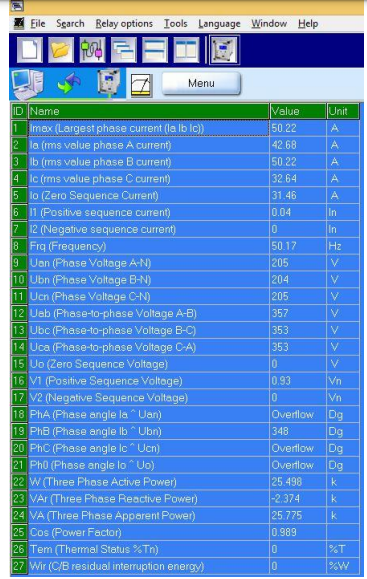 File Search Relay options Tools Language Window Help
Menu
ID Name Value Unit
1 Imax (Largest phase current (Ia Ib Ic)) 50.22 A
2 Ia (rms value phase A current) 42.68 A
3 Ib (rms value phase B current) 50.22 A
4 Ic (rms value phase C current) 32.64 A
5 Io (Zero Sequence Current) 31.46 A
6 I1 (Positive sequence current) 0.04 In
7 I2 (Negative sequence current) 0 In
8 Frq (Frequency) 50.17 Hz
9 Uan (Phase Voltage A-N) 205 V
10 Ubn (Phase Voltage B-N) 204 V
11 Ucn (Phase Voltage C-N) 205 V
12 Uab (Phase-to-phase Voltage A-B) 357 V
13 Ubc (Phase-to-phase Voltage B-C) 353 V
14 Uca (Phase-to-phase Voltage C-A) 353 V
15 Uo (Zero Sequence Voltage) 0 V
16 V1 (Positive Sequence Voltage) 0.93 Vn
17 V2 (Negative Sequence Voltage) 0 Vn
18 PhA (Phase angle Ia ^ Uan) Overflow Dg
19 PhB (Phase angle Ib ^ Ubn) 348 Dg
20 PhC (Phase angle Ic ^ Ucn) Overflow Dg
21 Ph0 (Phase angle Io ^ Uo) Overflow Dg
22 W (Three Phase Active Power) 25.498 k
23 VAr (Three Phase Reactive Power) -2.374 k
24 VA (Three Phase Apparent Power) 25.775 k
25 Cos (Power Factor) 0.989
26 Tem (Thermal Status %Tn) 0 %T
27 Wir (C/B residual interruption energy) 0 %W